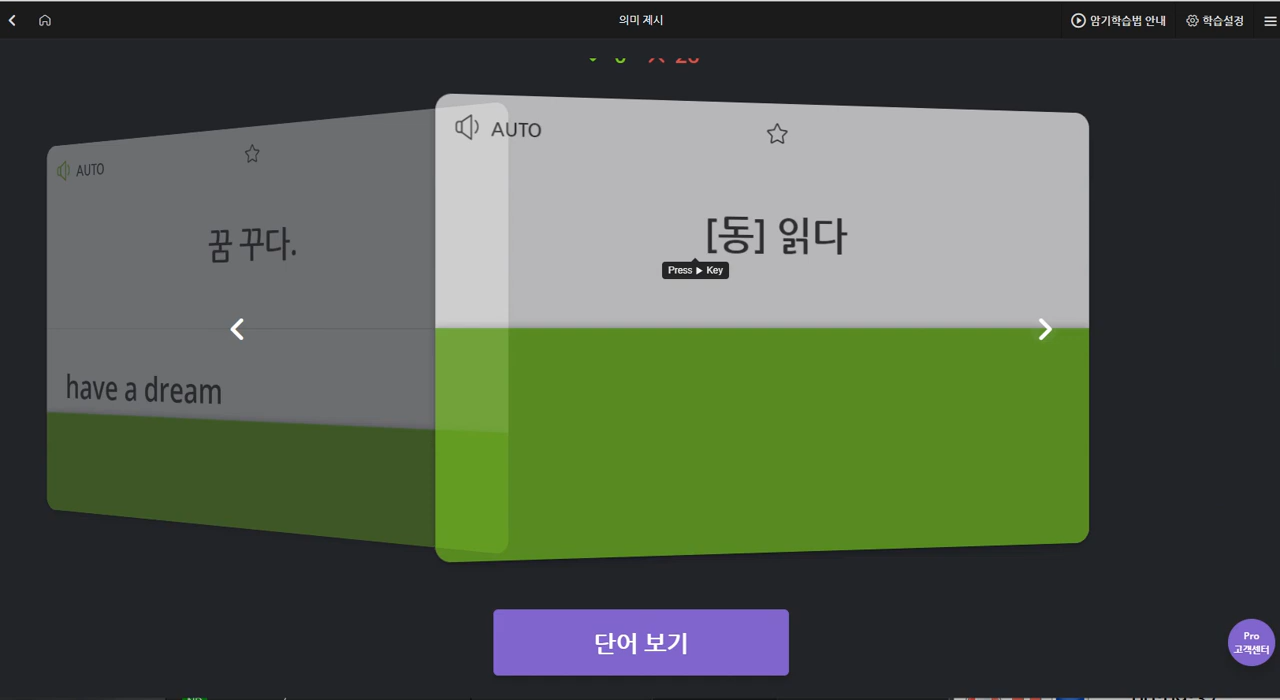 의미 제시
암기학습법 안내
학습설정
AUTO
꿈 꾸다.
have a dream
AUTO
[동] 읽다
Press ▶ Key
단어 보기
Pro
고객센터